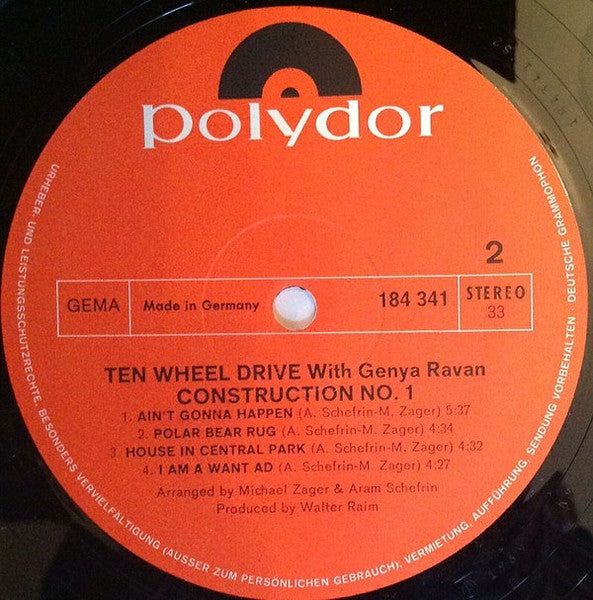 polydor
2
GEMA
Made in Germany
184 341
STEREO
33
TEN WHEEL DRIVE With Genya Ravan
CONSTRUCTION NO. 1
1. AIN'T GONNA HAPPEN (A. Schefrin-M. Zager) 5:37
2. POLAR BEAR RUG (A. Schefrin-M. Zager) 4:34
3. HOUSE IN CENTRAL PARK (A. Schefrin-M. Zager) 4:32
4. I AM A WANT AD (A. Schefrin-M. Zager) 4:27
Arranged by Michael Zager & Aram Schefrin
Produced by Walter Raim
URHEBER- UND LEISTUNGSSCHUTZRECHTE, BESONDERS VERVIELFÄLTIGUNG (AUSSER ZUM PERSÖNLICHEN GEBRAUCH), VERMIETUNG, AUFFÜHRUNG, SENDUNG VORBEHALTEN DEUTSCHE GRAMMOPHON